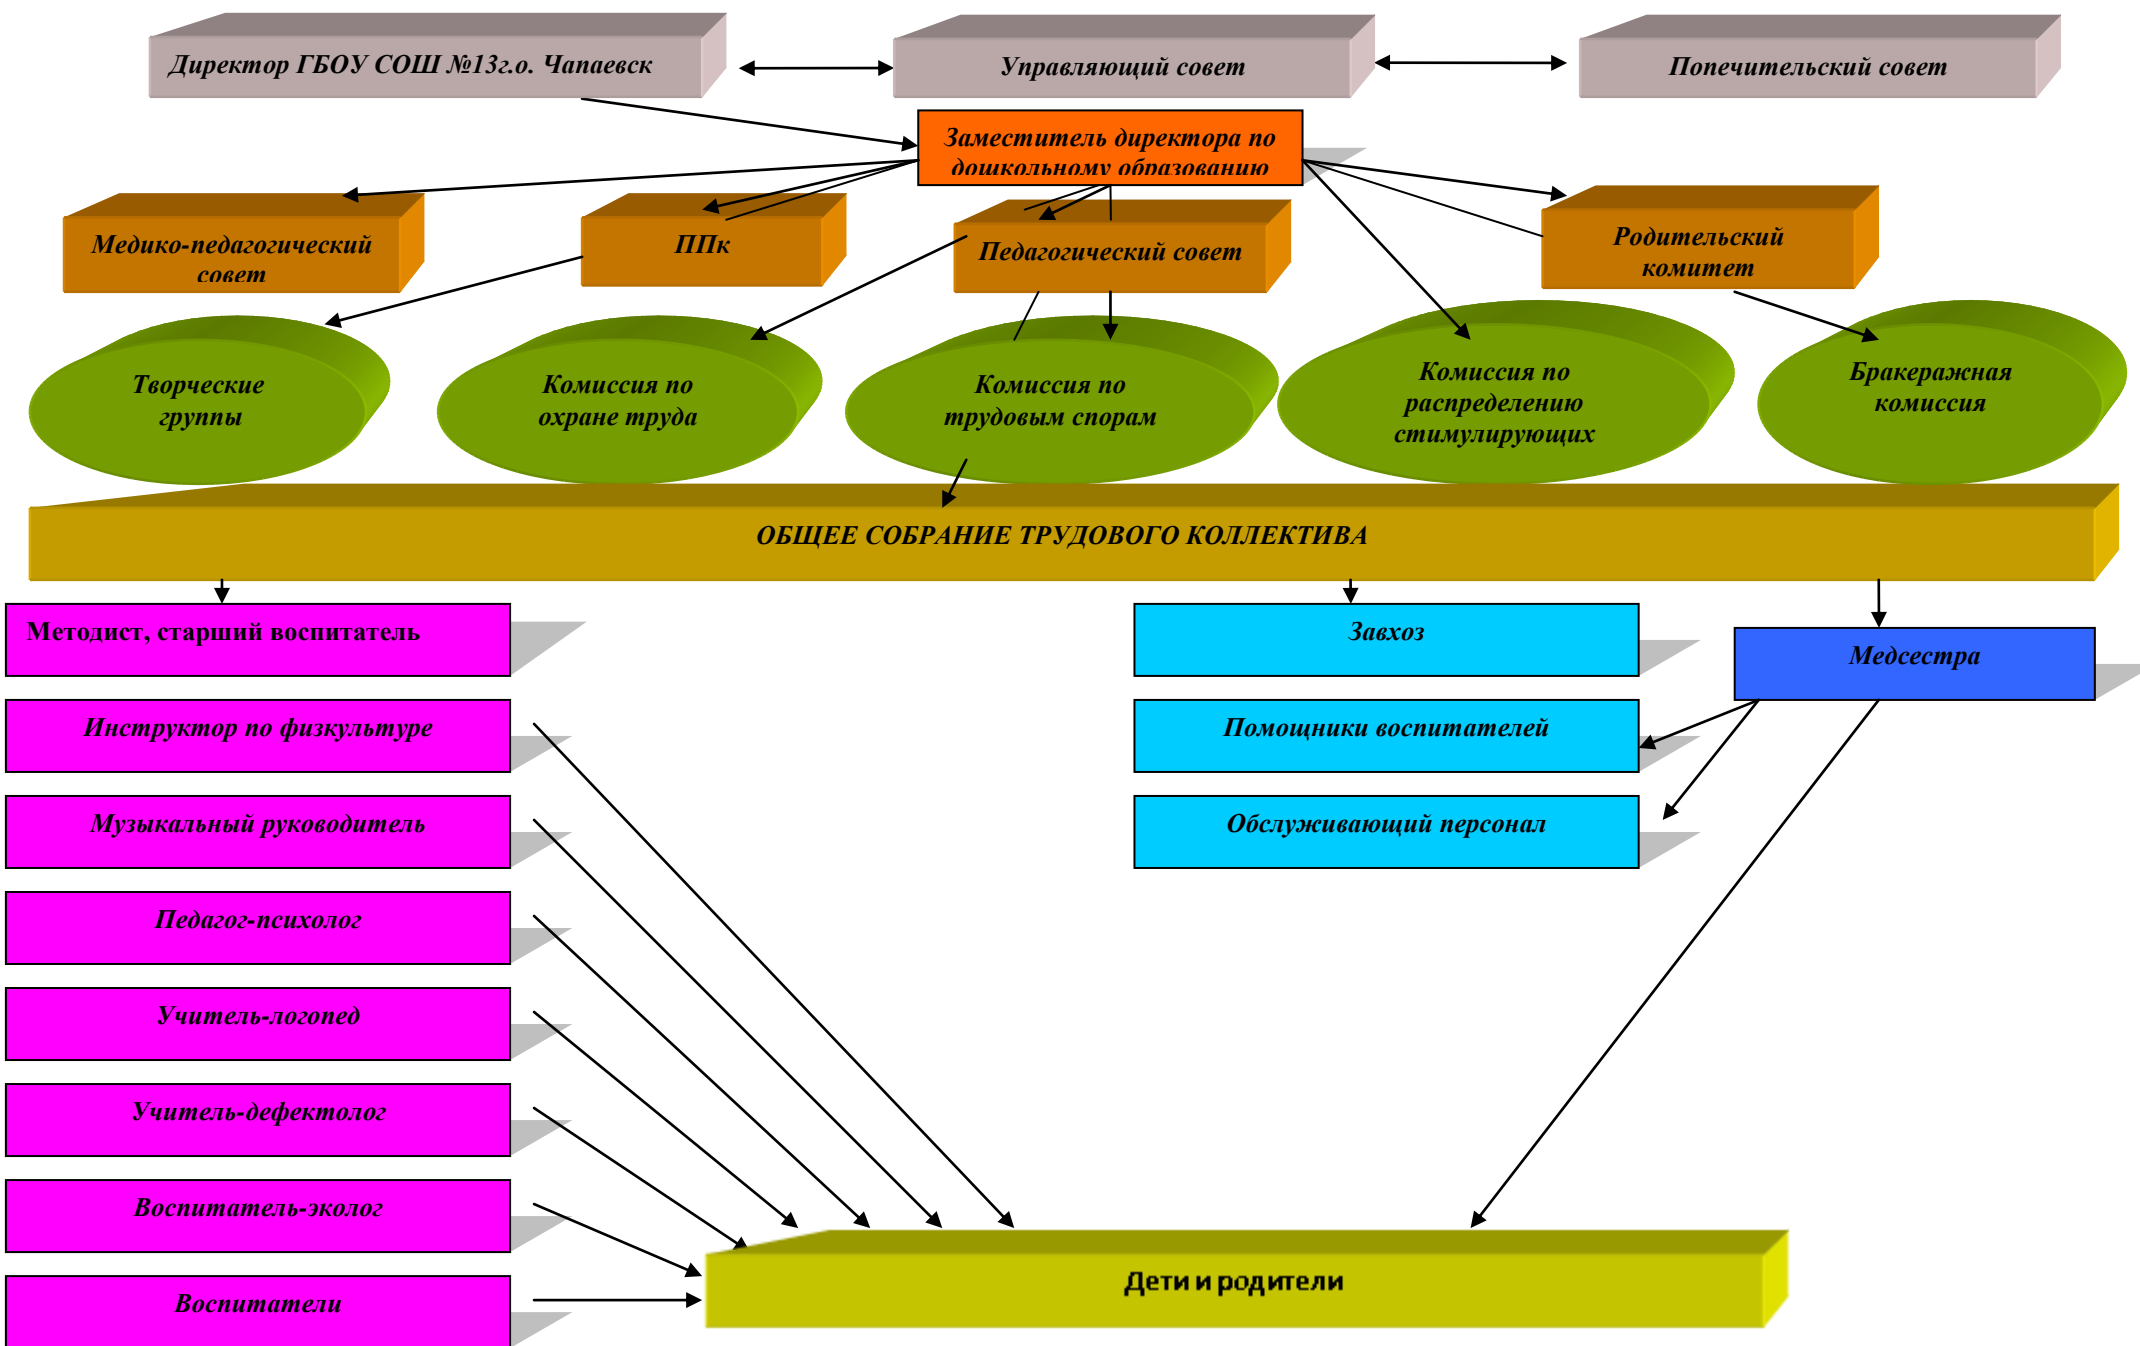 Директор ГБОУ СОШ №13г.о. Чапаевск
Управляющий совет
Попечительский совет
Заместитель директора по
дошкольному образованию
Медико-педагогический
совет
ППк
Педагогический совет
Родительский
комитет
Творческие
группы
Комиссия по
охране труда
Комиссия по
трудовым спорам
Комиссия по
распределению
стимулирующих
Бракеражная
комиссия
ОБЩЕЕ СОБРАНИЕ ТРУДОВОГО КОЛЛЕКТИВА
Методист, старший воспитатель
Завхоз
Медсестра
Инструктор по физкультуре
Помощники воспитателей
Музыкальный руководитель
Обслуживающий персонал
Педагог-психолог
Учитель-логопед
Учитель-дефектолог
Воспитатель-эколог
Дети и родители
Воспитатели